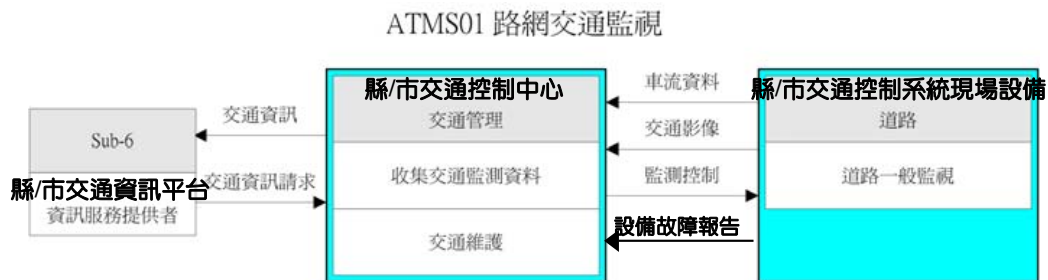 ATMS01 路網交通監視
縣/市交通控制中心
交通管理
收集交通監測資料
交通維護
縣/市交通控制系統現場設備
道路
道路一般監視
Sub-6
縣/市交通資訊平台
資訊服務提供者
交通資訊
交通資訊請求
車流資料
交通影像
監測控制
設備故障報告